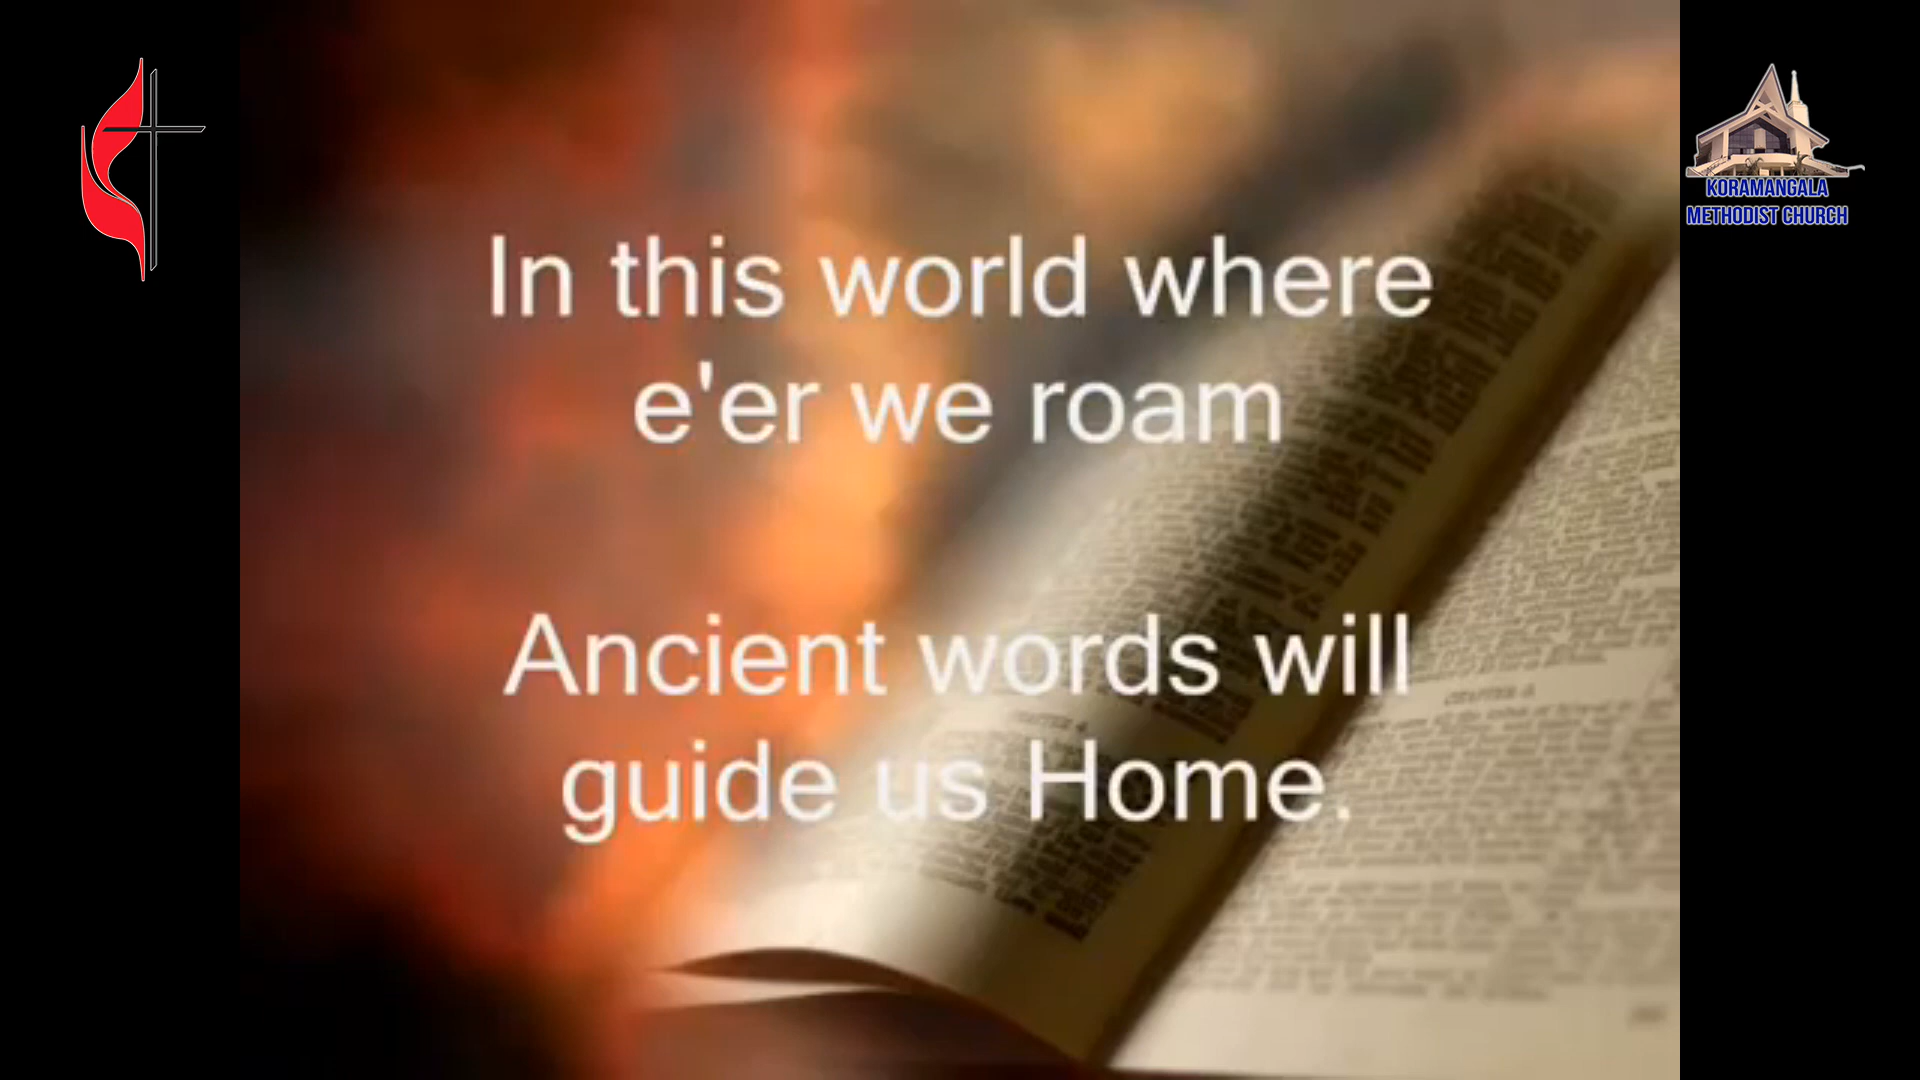 In this world where
e'er we roam
Ancient words will
guide us Home.
KORAMANGALA
METHODIST CHURCH